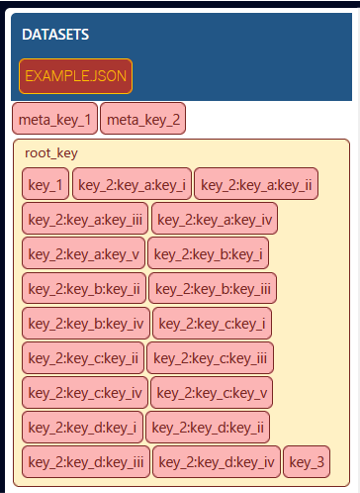 DATASETS
EXAMPLE.JSON
meta_key_1 meta_key_2
root_key
key_1 key_2:key_a:key_i key_2:key_a:key_ii
key_2:key_a:key_iii key_2:key_a:key_iv
key_2:key_a:key_v key_2:key_b:key_i
key_2:key_b:key_ii key_2:key_b:key_iii
key_2:key_b:key_iv key_2:key_c:key_i
key_2:key_c:key_ii key_2:key_c:key_iii
key_2:key_c:key_iv key_2:key_c:key_v
key_2:key_d:key_i key_2:key_d:key_ii
key_2:key_d:key_iii key_2:key_d:key_iv key_3